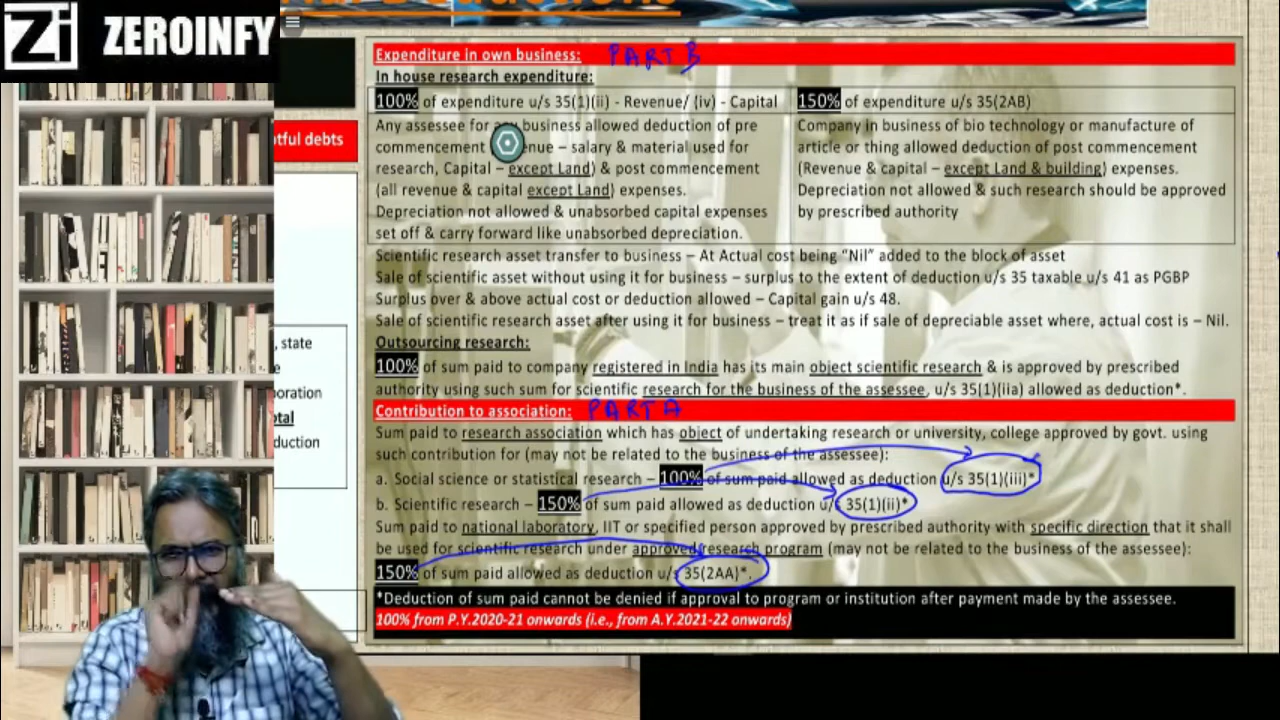 ZEROINFY
Expenditure in own business: PART B
In house research expenditure:
100% of expenditure u/s 35(1)(ii) - Revenue/ (iv) - Capital
Any assessee for business allowed deduction of pre
commencement – salary & material used for
research, Capital – except Land) & post commencement
(all revenue & capital except Land) expenses.
Depreciation not allowed & unabsorbed capital expenses
set off & carry forward like unabsorbed depreciation.
150% of expenditure u/s 35(2AB)
Company in business of bio technology or manufacture of
article or thing allowed deduction of post commencement
(Revenue & capital – except Land & building) expenses.
Depreciation not allowed & such research should be approved
by prescribed authority
Scientific research asset transfer to business – At Actual cost being "Nil" added to the block of asset
Sale of scientific asset without using it for business – surplus to the extent of deduction u/s 35 taxable u/s 41 as PGBP
Surplus over & above actual cost or deduction allowed – Capital gain u/s 48.
Sale of scientific research asset after using it for business – treat it as if sale of depreciable asset where, actual cost is – Nil.
Outsourcing research:
100% of sum paid to company registered in India has its main object scientific research & is approved by prescribed
authority using such sum for scientific research for the business of the assessee, u/s 35(1)(iia) allowed as deduction*.
Contribution to association: PART A
Sum paid to research association which has object of undertaking research or university, college approved by govt. using
such contribution for (may not be related to the business of the assessee):
a. Social science or statistical research – 100% of sum paid allowed as deduction u/s 35(1)(iii)*
b. Scientific research – 150% of sum paid allowed as deduction u/s 35(1)(ii)*
Sum paid to national laboratory, IIT or specified person approved by prescribed authority with specific direction that it shall
be used for scientific research under approved research program (may not be related to the business of the assessee):
150% of sum paid allowed as deduction u/s 35(2AA)*.
*Deduction of sum paid cannot be denied if approval to program or institution after payment made by the assessee.
100% from P.Y.2020-21 onwards (i.e., from A.Y.2021-22 onwards)
debts
, state
duction